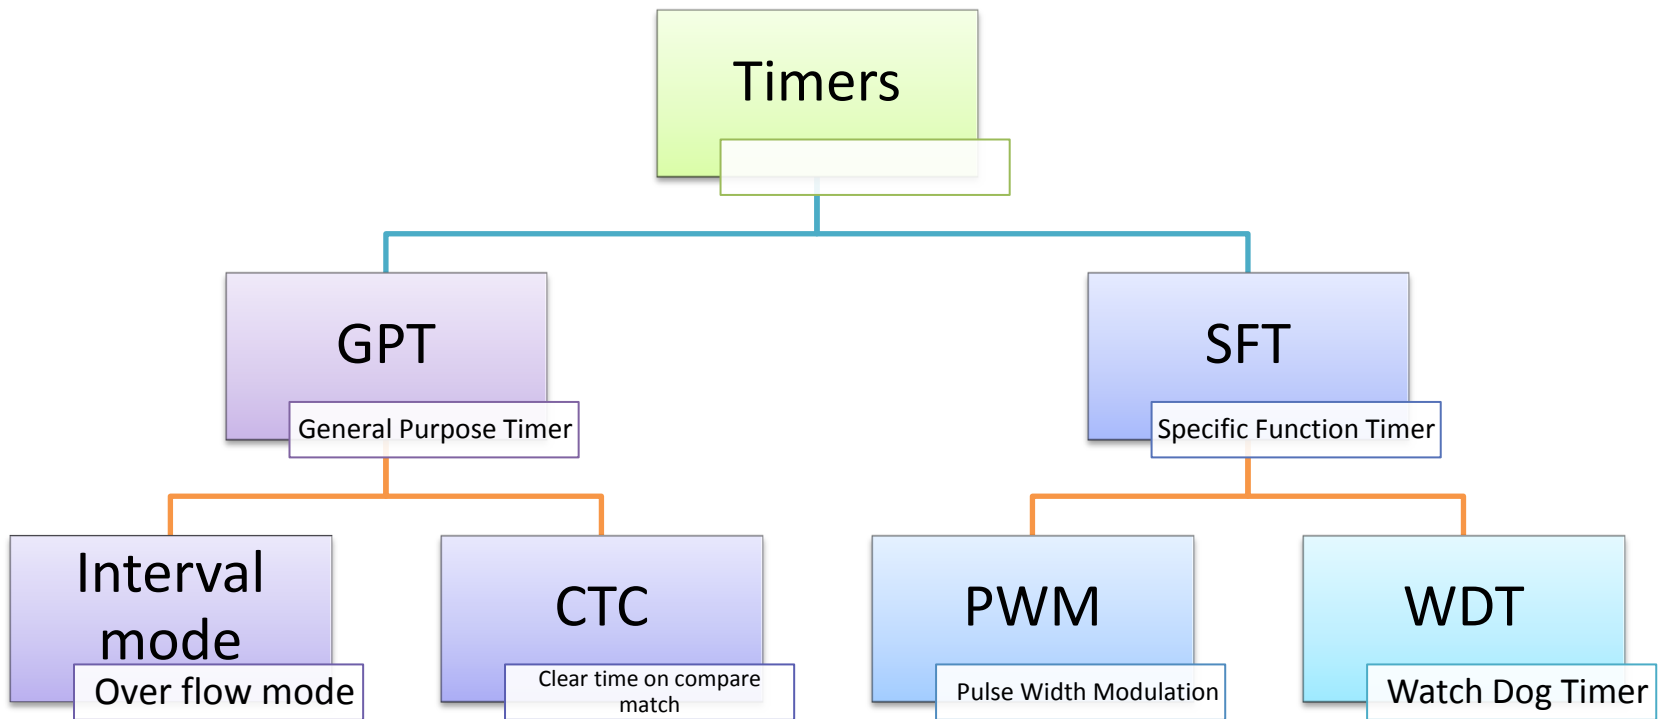 Timers
GPT
General Purpose Timer
SFT
Specific Function Timer
Interval
mode
Over flow mode
CTC
Clear time on compare
match
PWM
Pulse Width Modulation
WDT
Watch Dog Timer